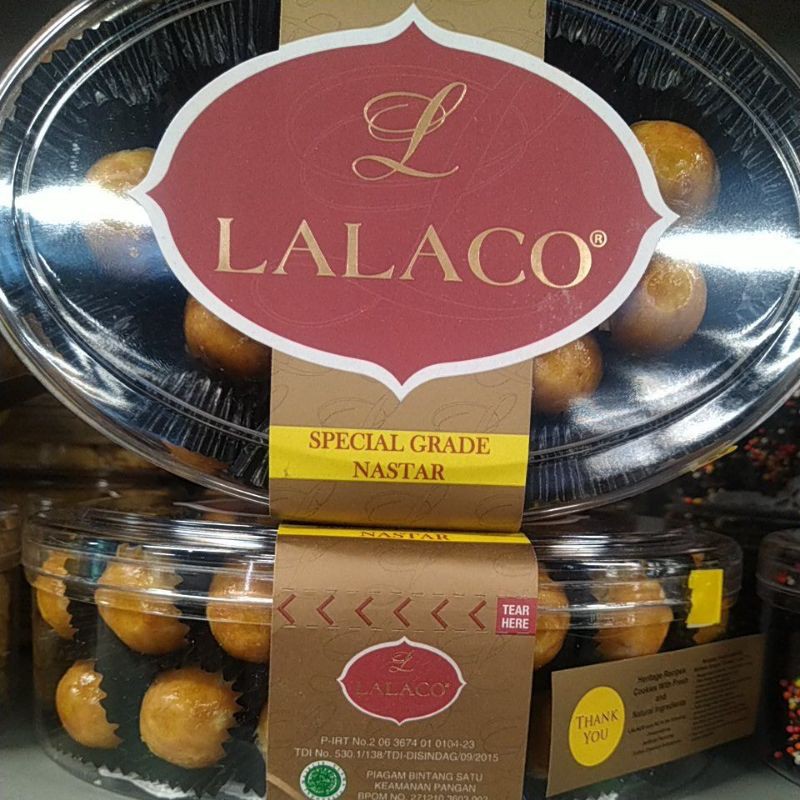 L
LALACO®
SPECIAL GRADE
NASTAR
NASTAR
TEAR
HERE
L
LALACO®
P-IRT No.2 06 3674 01 0104-23
TDI No. 530.1/138/TDI-DISINDAG/09/2015
PIAGAM BINTANG SATU
KEAMANAN PANGAN
BPOM NO.
THANK
YOU
Heritage Recipes
Cookies With Fresh
and
Natural Ingredients